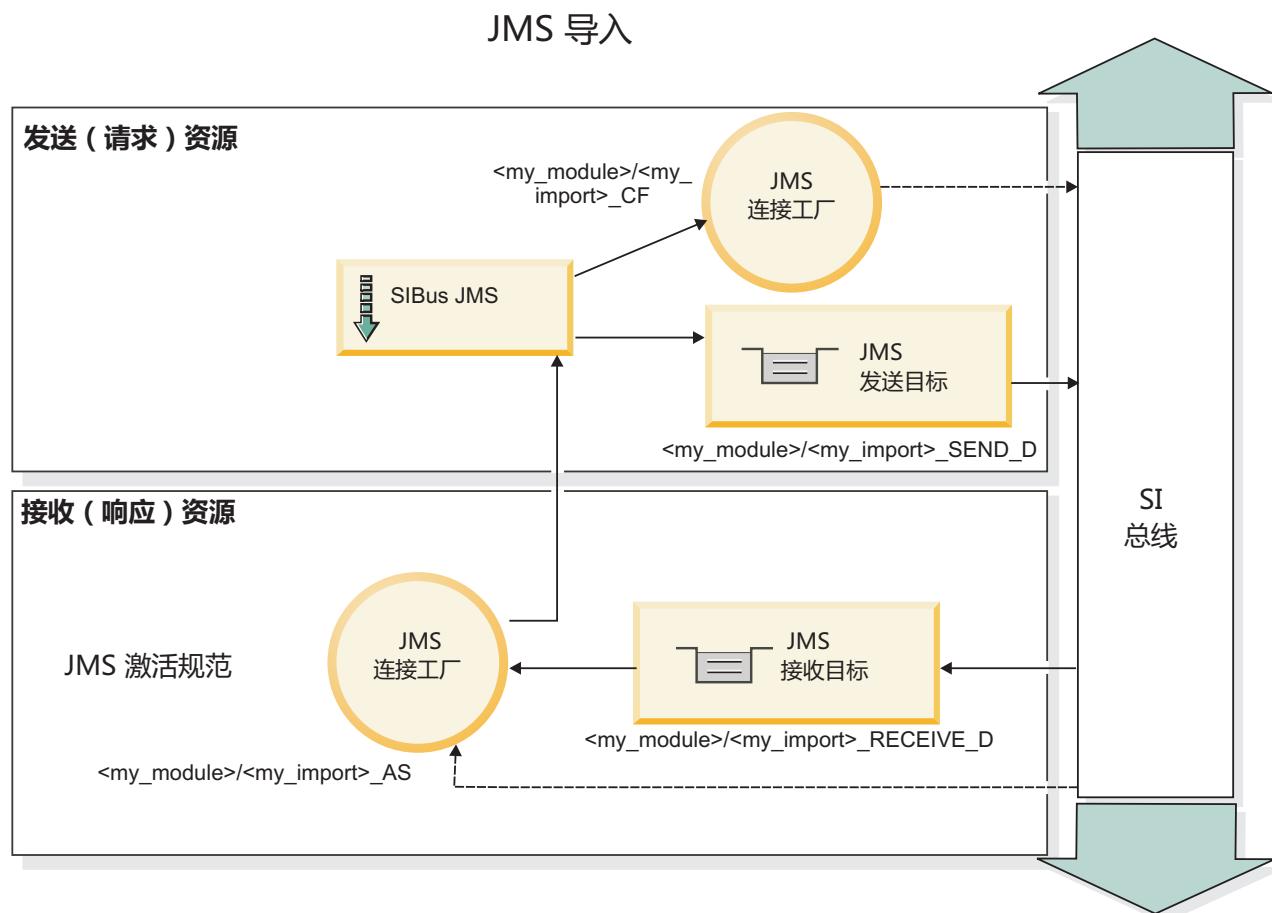 JMS 导入
发送（请求）资源
<my_module>/<my_
import>_CF
JMS
连接工厂
SIBus JMS
JMS
发送目标
<my_module>/<my_import>_SEND_D
SI
总线
接收（响应）资源
JMS 激活规范
JMS
连接工厂
JMS
接收目标
<my_module>/<my_import>_RECEIVE_D
<my_module>/<my_import>_AS